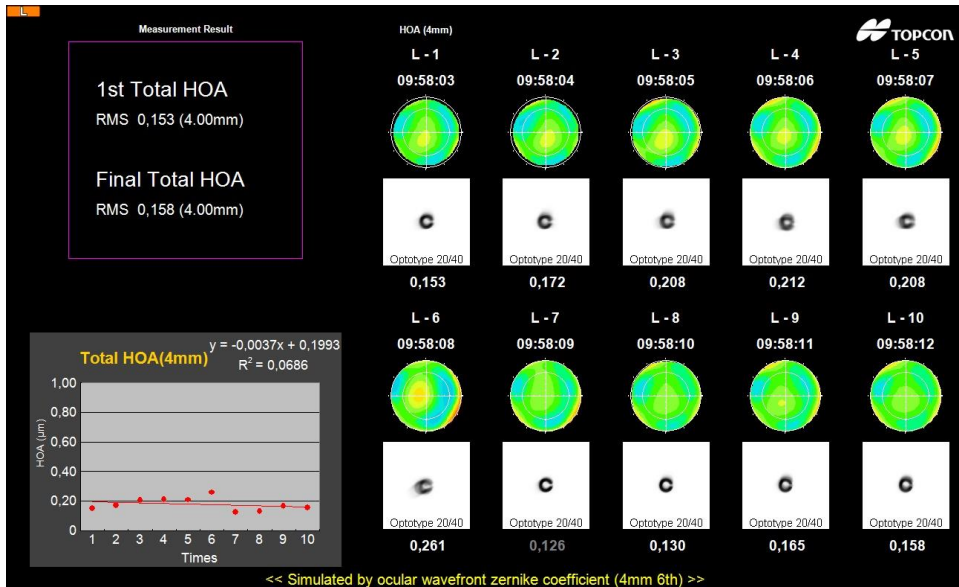 L
Measurement Result
HOA (4mm)
TOPCON
1st Total HOA
RMS 0,153 (4.00mm)
Final Total HOA
RMS 0,158 (4.00mm)
L - 1 L - 2 L - 3 L - 4 L - 5
09:58:03 09:58:04 09:58:05 09:58:06 09:58:07
Optotype 20/40 Optotype 20/40 Optotype 20/40 Optotype 20/40 Optotype 20/40
0,153 0,172 0,208 0,212 0,208
L - 6 L - 7 L - 8 L - 9 L - 10
09:58:08 09:58:09 09:58:10 09:58:11 09:58:12
Optotype 20/40 Optotype 20/40 Optotype 20/40 Optotype 20/40 Optotype 20/40
0,261 0,126 0,130 0,165 0,158
Total HOA(4mm)
y = -0,0037x + 0,1993
R² = 0,0686
HOA (μm)
1,00
0,80
0,60
0,40
0,20
0
1 2 3 4 5 6 7 8 9 10
Times
<< Simulated by ocular wavefront zernike coefficient (4mm 6th) >>